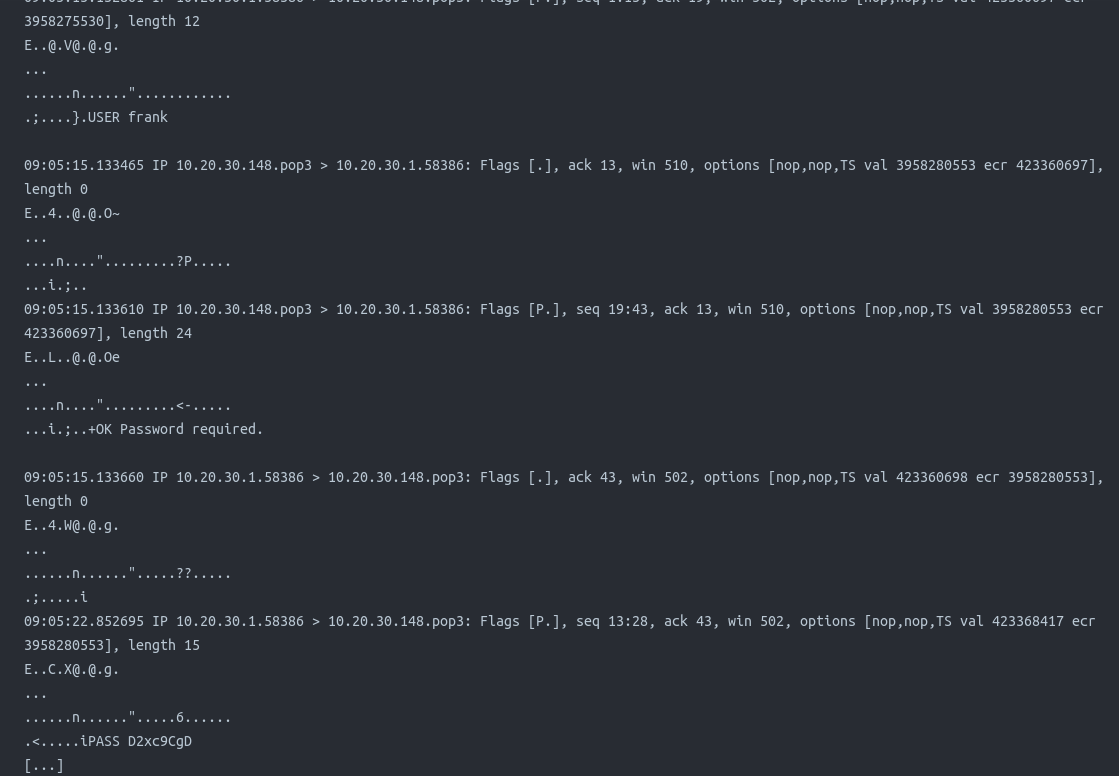 3958275530], length 12
E..@.V@.@.g.
...
......n......"............
.;....}.USER frank
09:05:15.133465 IP 10.20.30.148.pop3 > 10.20.30.1.58386: Flags [.], ack 13, win 510, options [nop,nop,TS val 3958280553 ecr 423360697],
length 0
E..4..@.@.O~
...
....n....".........?P.....
...i.;..
09:05:15.133610 IP 10.20.30.148.pop3 > 10.20.30.1.58386: Flags [P.], seq 19:43, ack 13, win 510, options [nop,nop,TS val 3958280553 ecr
423360697], length 24
E..L..@.@.Oe
...
....n....".........<-.....
...i.;..+OK Password required.
09:05:15.133660 IP 10.20.30.1.58386 > 10.20.30.148.pop3: Flags [.], ack 43, win 502, options [nop,nop,TS val 423360698 ecr 3958280553],
length 0
E..4.W@.@.g.
...
......n......".....??.....
.;.....i
09:05:22.852695 IP 10.20.30.1.58386 > 10.20.30.148.pop3: Flags [P.], seq 13:28, ack 43, win 502, options [nop,nop,TS val 423368417 ecr
3958280553], length 15
E..C.X@.@.g.
...
......n......".....6......
.<.....iPASS D2xc9CgD
[...]